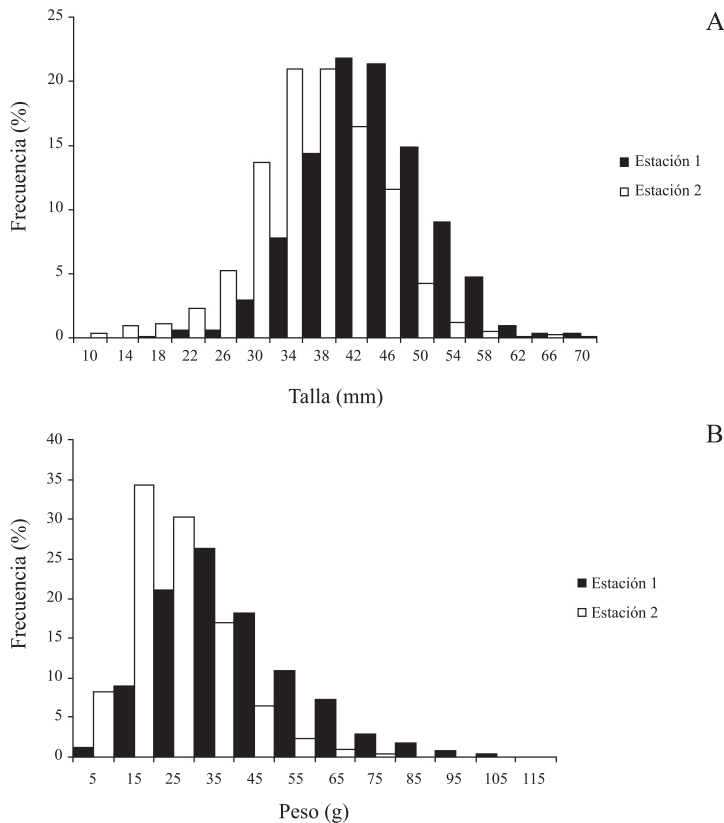 A
25
20
15
10
5
0
Frecuencia (%)
Estación 1
Estación 2
10 14 18 22 26 30 34 38 42 46 50 54 58 62 66 70
Talla (mm)
B
40
35
30
25
20
15
10
5
0
Frecuencia (%)
Estación 1
Estación 2
5 15 25 35 45 55 65 75 85 95 105 115
Peso (g)